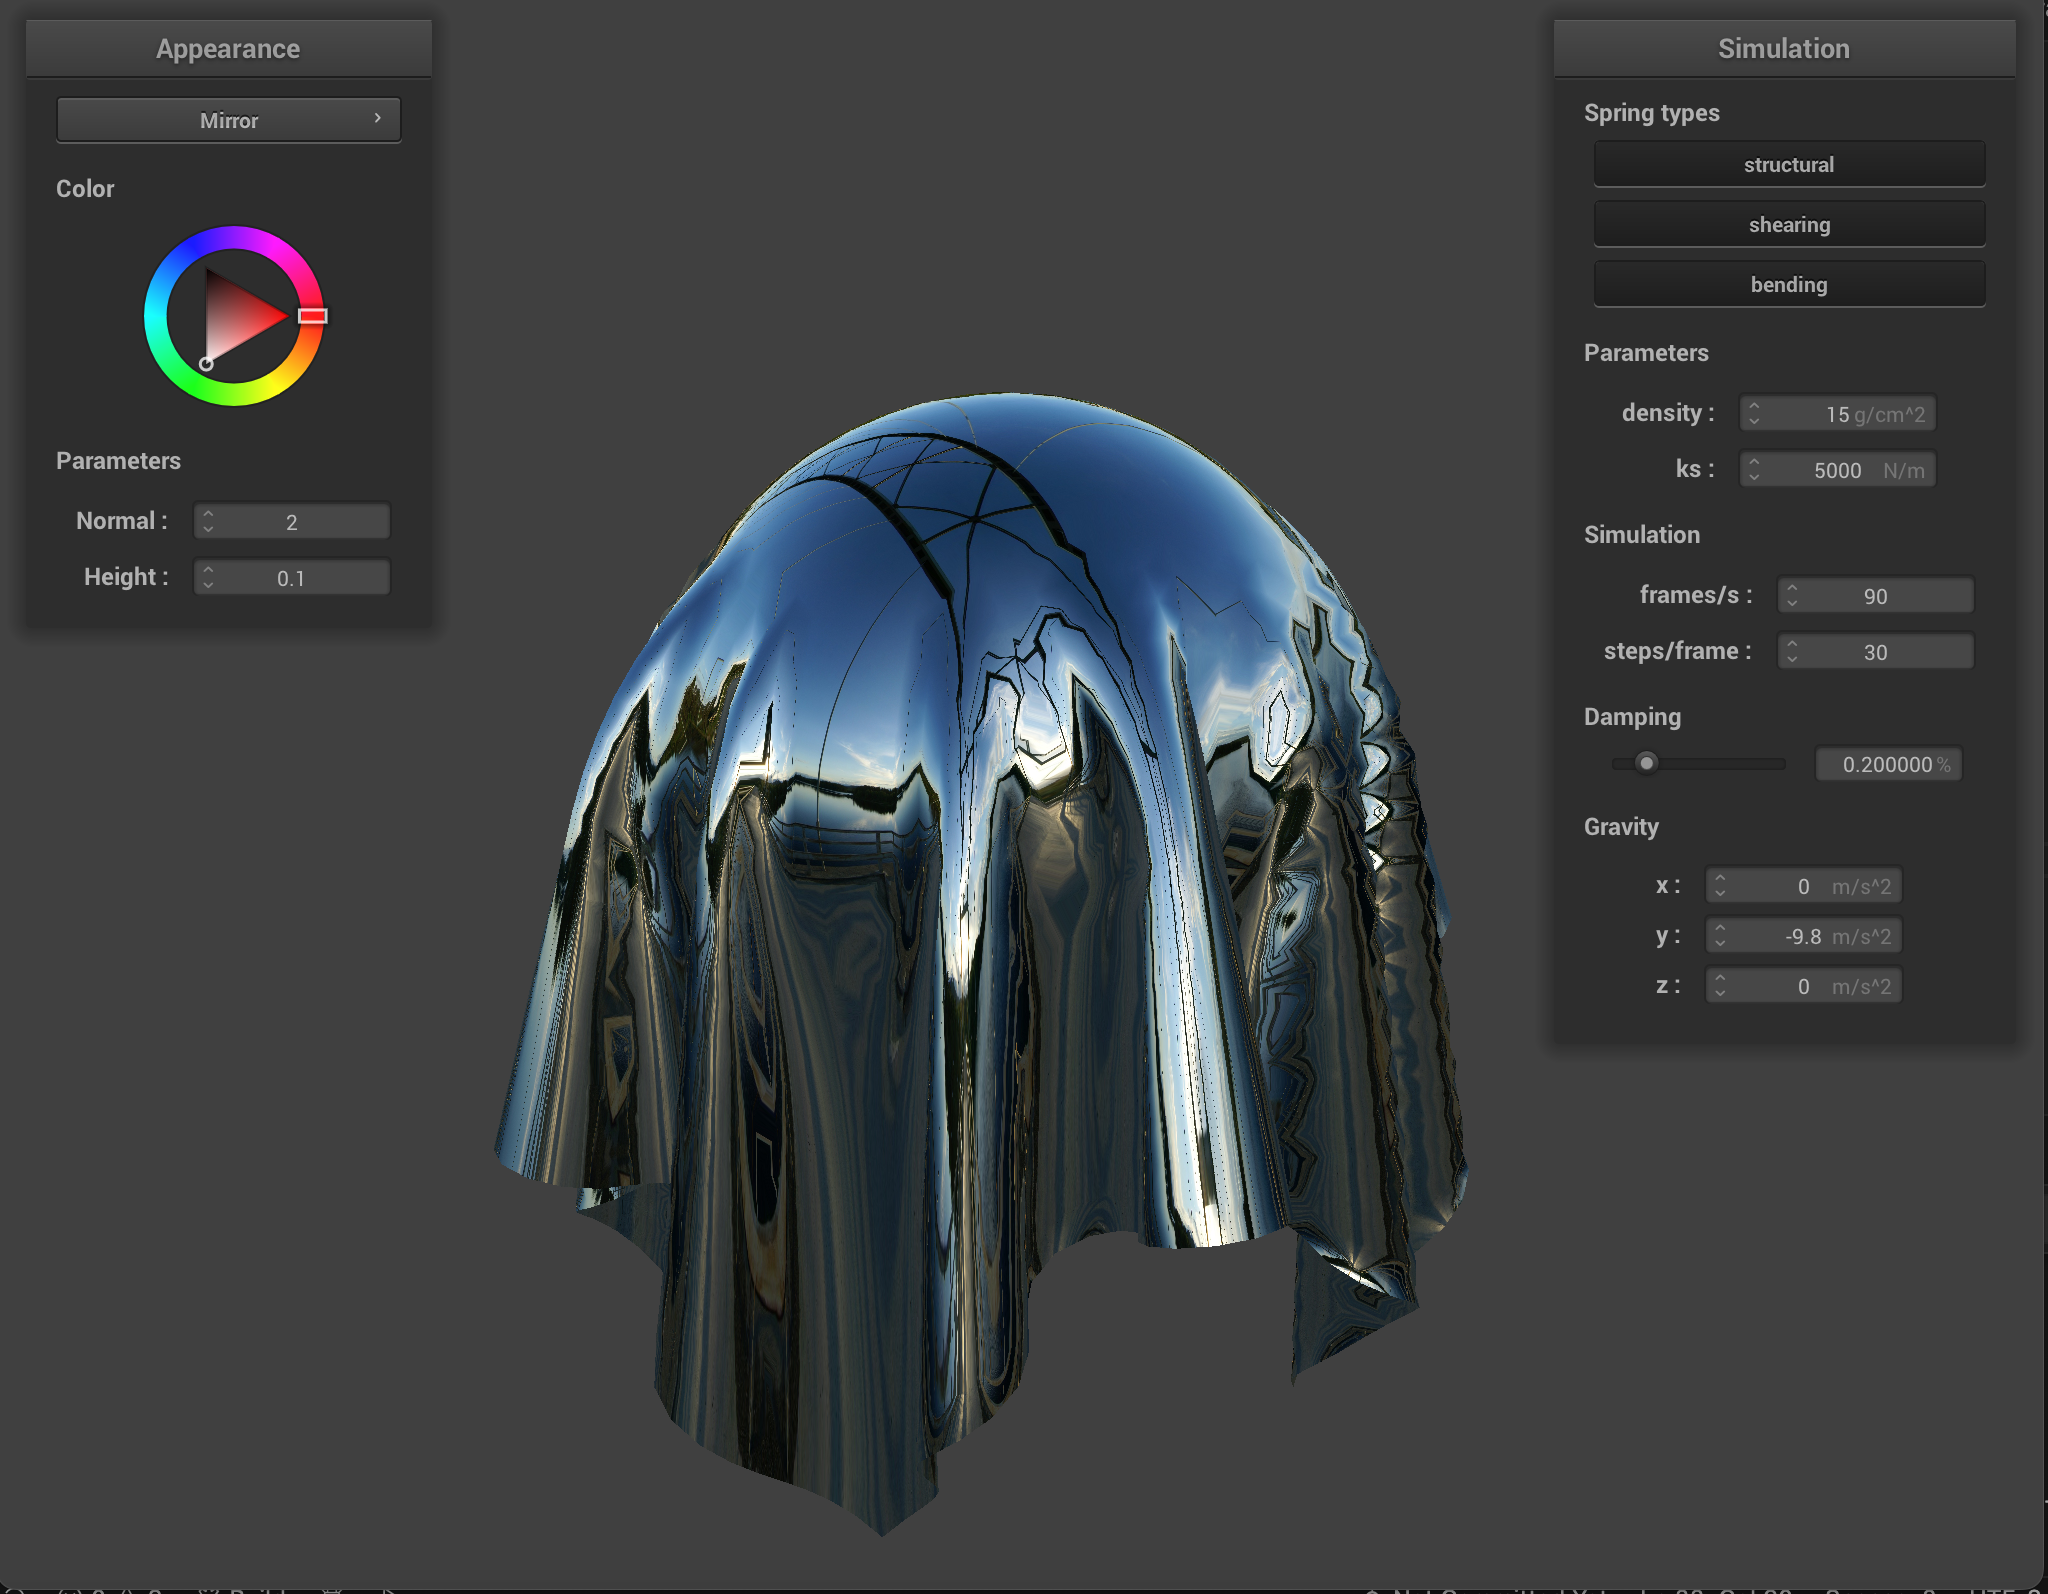 Appearance
Mirror
Color
Parameters
Normal : 2
Height : 0.1
Simulation
Spring types
structural
shearing
bending
Parameters
density : 15 g/cm^2
ks : 5000 N/m
Simulation
frames/s : 90
steps/frame : 30
Damping
0.200000 %
Gravity
x : 0 m/s^2
y : -9.8 m/s^2
z : 0 m/s^2